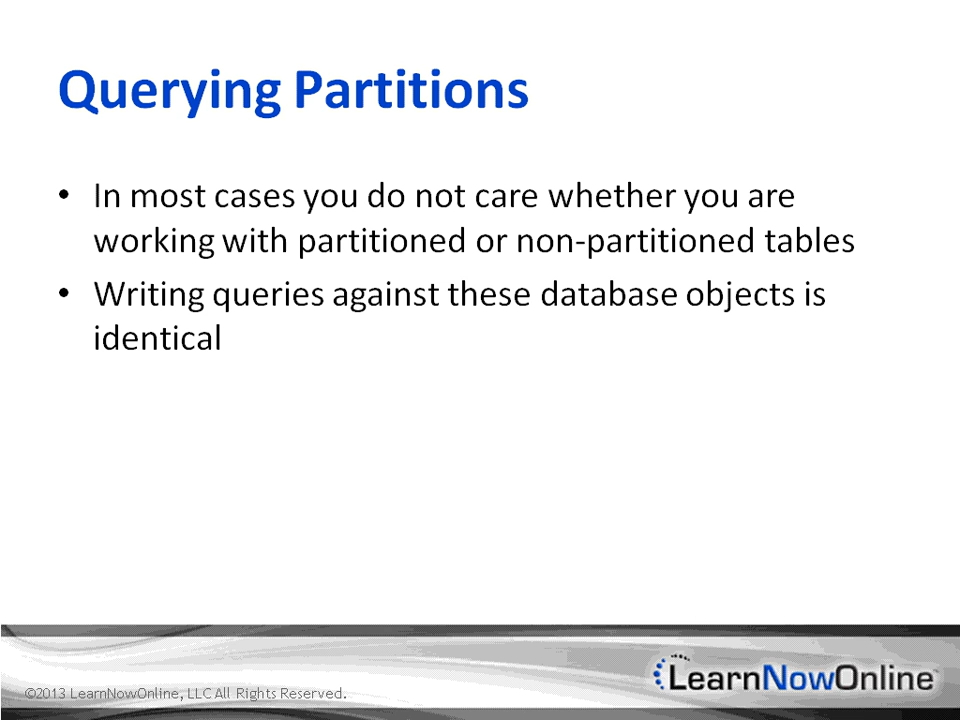 Querying Partitions
• In most cases you do not care whether you are
working with partitioned or non-partitioned tables
• Writing queries against these database objects is
identical
©2013 LearnNowOnline, LLC All Rights Reserved.
LearnNowOnline